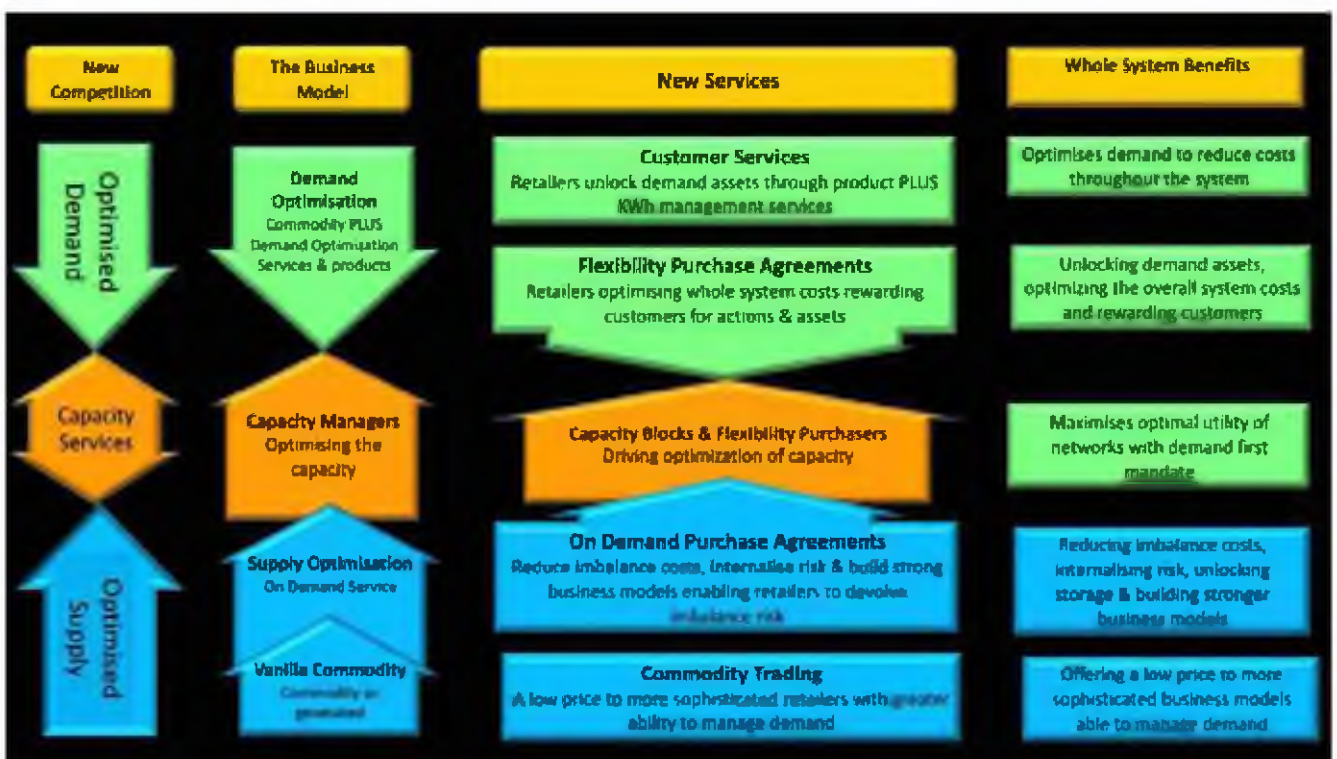 New
Competition
The Business
Model
New Services
Whole System Benefits
Optimised
Demand
Capacity
Services
Optimised
Supply
Demand
Optimisation
Commodity PLUS
Demand Optimisation
Services & products
Capacity Managers
Optimising the
capacity
Supply Optimisation
On Demand Service
Vanilla Commodity
Commodity as
generated
Customer Services
Retailers unlock demand assets through product PLUS
KWh management services
Flexibility Purchase Agreements
Retailers optimising whole system costs rewarding
customers for actions & assets
Capacity Blocks & Flexibility Purchasers
Driving optimization of capacity
On Demand Purchase Agreements
Reduce imbalance costs, internalise risk & build strong
business models enabling retailers to devolve
imbalance risk
Commodity Trading
A low price to more sophisticated retailers with greater
ability to manage demand
Optimises demand to reduce costs
throughour the system
Unlocking demand assets,
optimizing the overall system costs
and rewarding customers
Maximises optimal utility of
networks with demand first
mandate
Reducing imbalance costs,
internalising risk, unlocking
storage & building stronger
business models
Offering a low price to more
sophisticated business models
able to manage demand